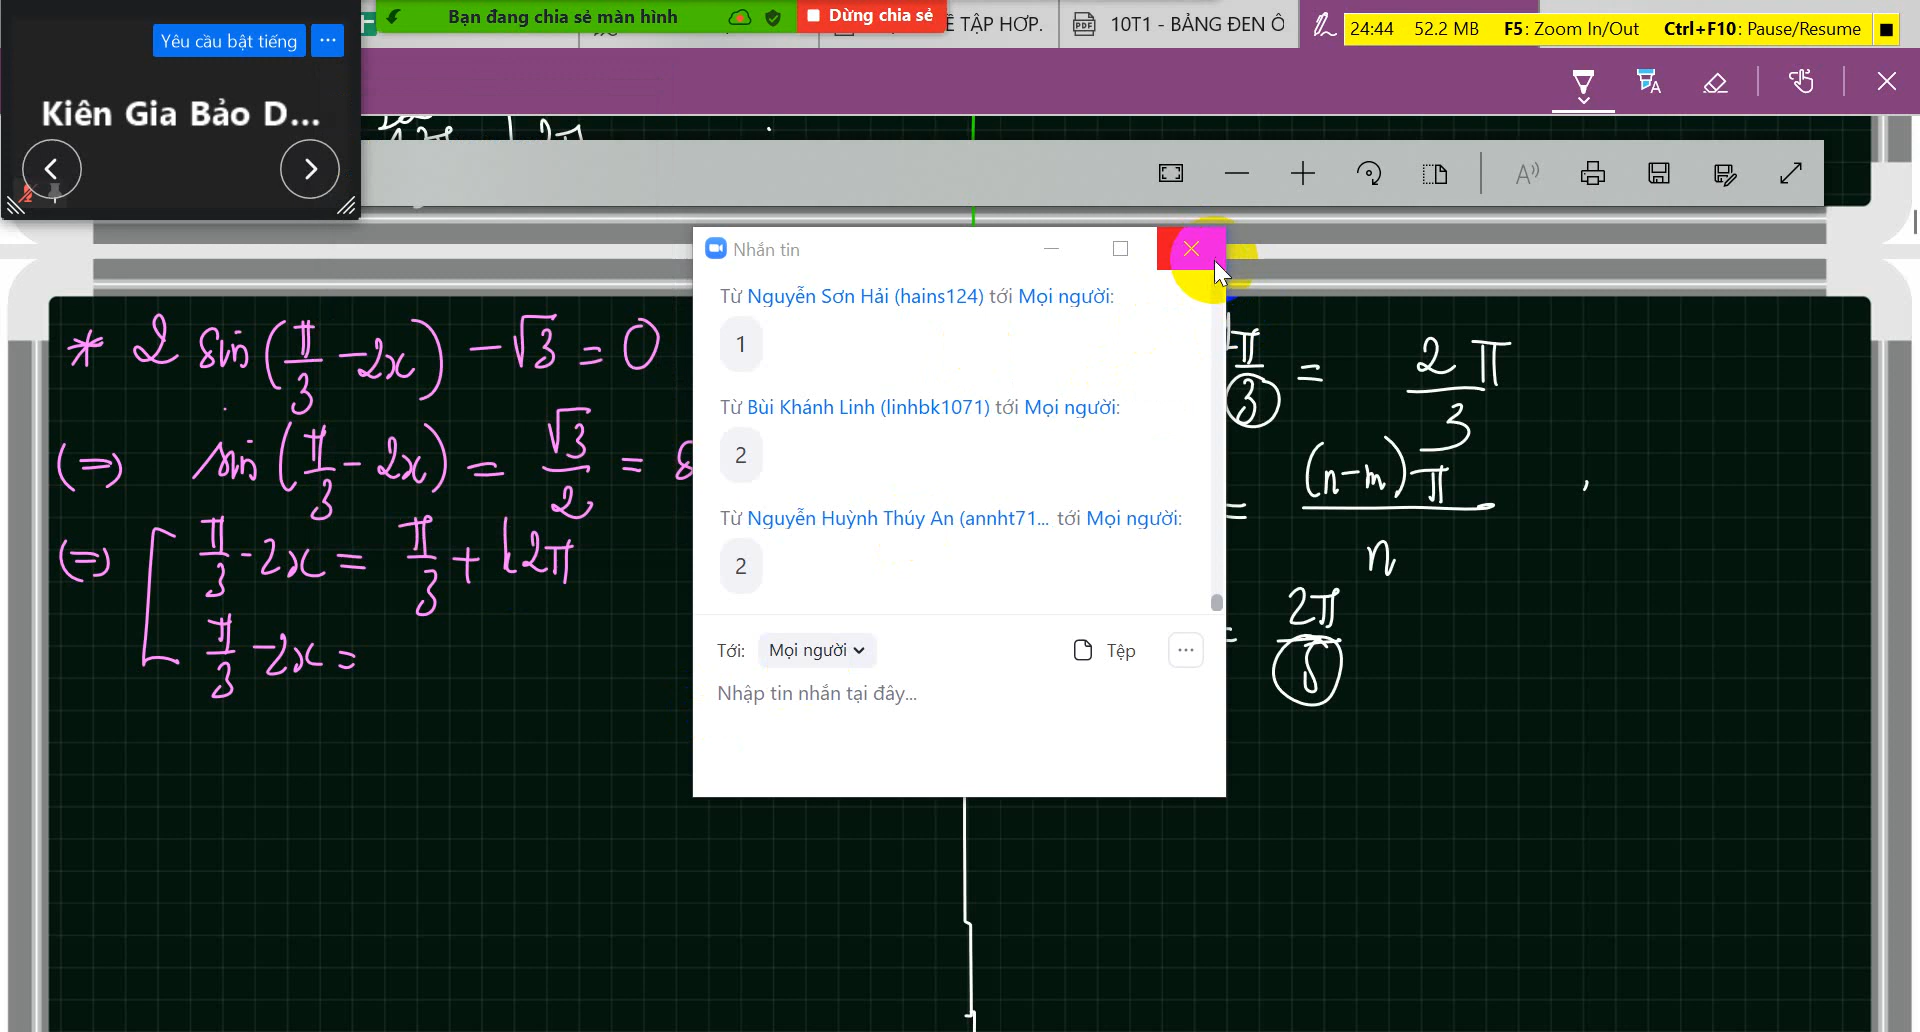 Bạn đang chia sẻ màn hình
Dừng chia sẻ
Ề TẬP HỢP.
10T1 - BẢNG ĐEN Ô
24:44 52.2 MB F5: Zoom In/Out Ctrl+F10: Pause/Resume
Yêu cầu bật tiếng ...
Kiên Gia Bảo D...
Nhắn tin
Từ Nguyễn Sơn Hải (hains124) tới Mọi người:
1
Từ Bùi Khánh Linh (linhbk1071) tới Mọi người:
2
Từ Nguyễn Huỳnh Thúy An (annht71... tới Mọi người:
2
Tới: Mọi người Tệp ...
Nhập tin nhắn tại đây...
* 2 sin(π/3 - 2x) - √3 = 0
(=) sin(π/3 - 2x) = √3/2 =
(=) [ π/3 - 2x = π/3 + k2π
π/3 - 2x =
π/3 = 2π/3
= (n-m)π/n
= 2π/8